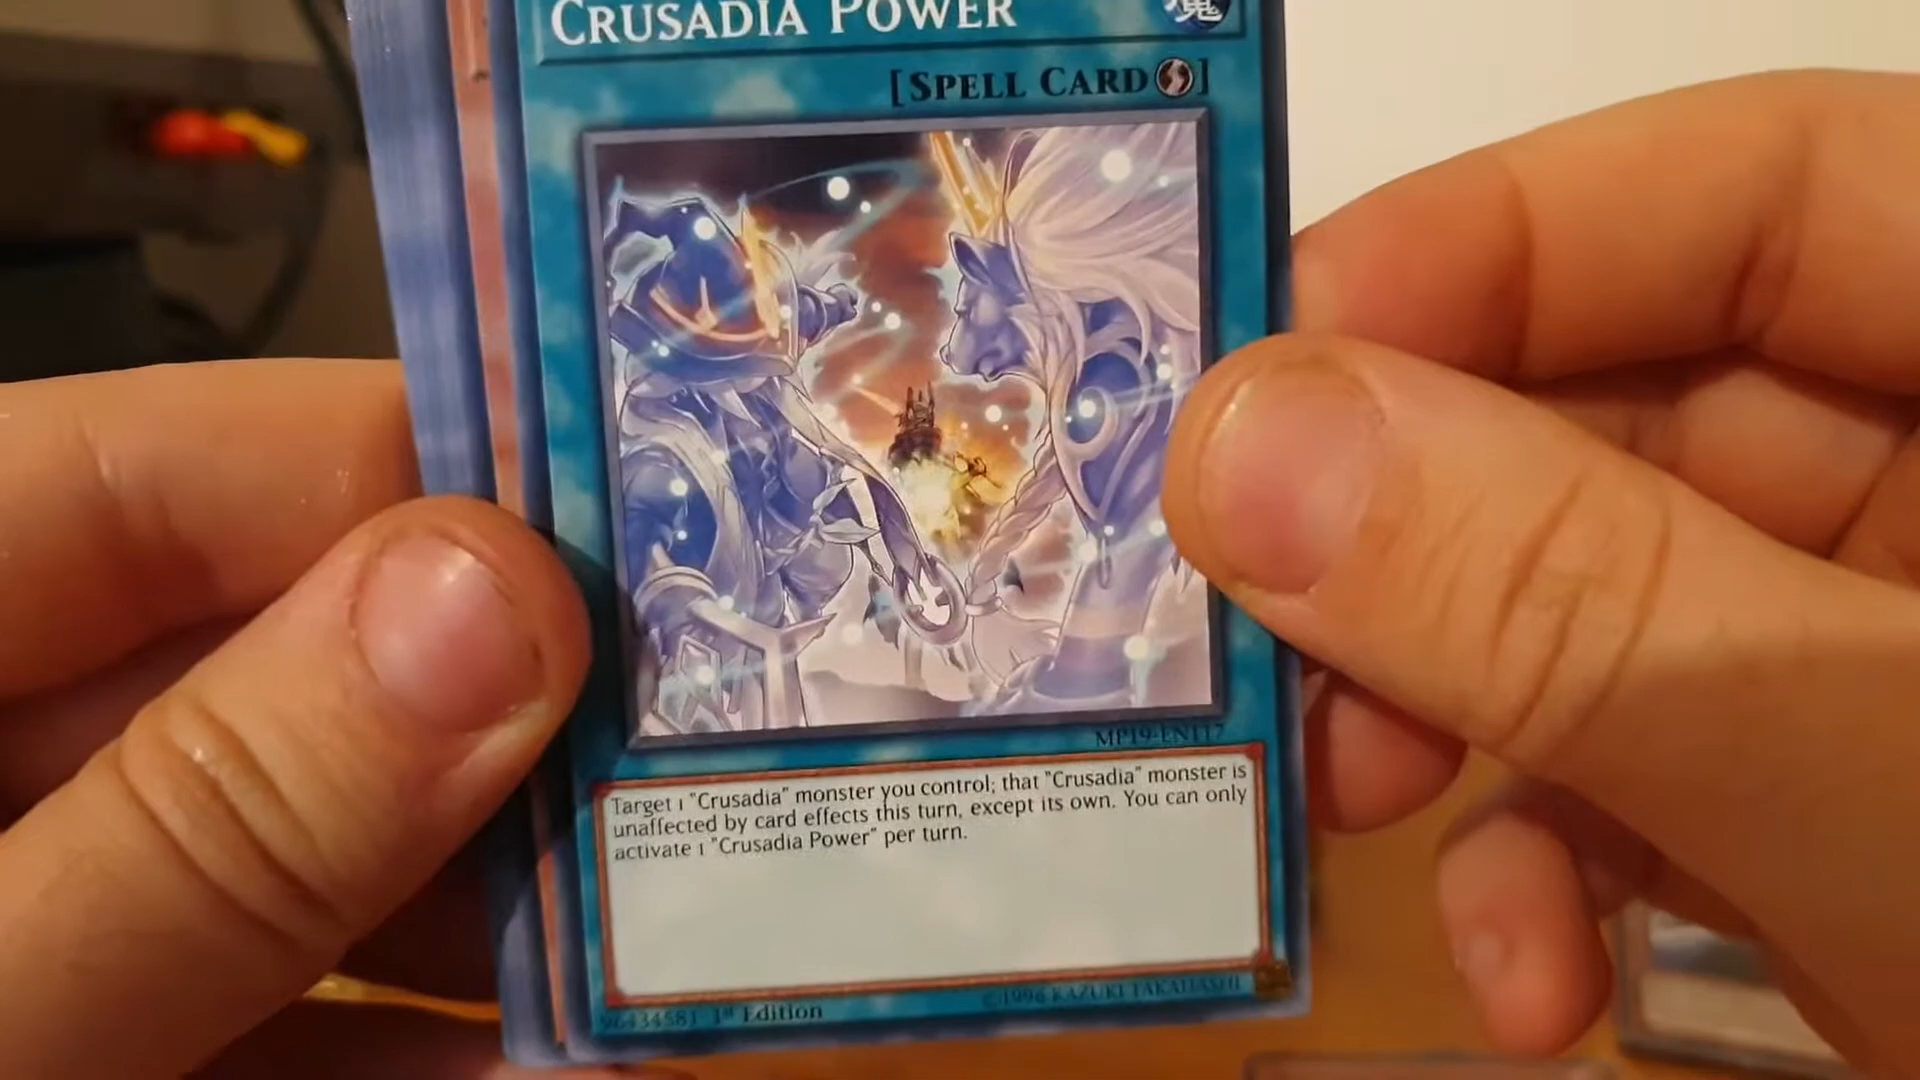 CRUSADIA POWER
[SPELL CARD]
MP19-EN117
Target 1 "Crusadia" monster you control; that "Crusadia" monster is
unaffected by card effects this turn, except its own. You can only
activate 1 "Crusadia Power" per turn.
96434581 1st Edition
©1996 KAZUKI TAKAHASHI